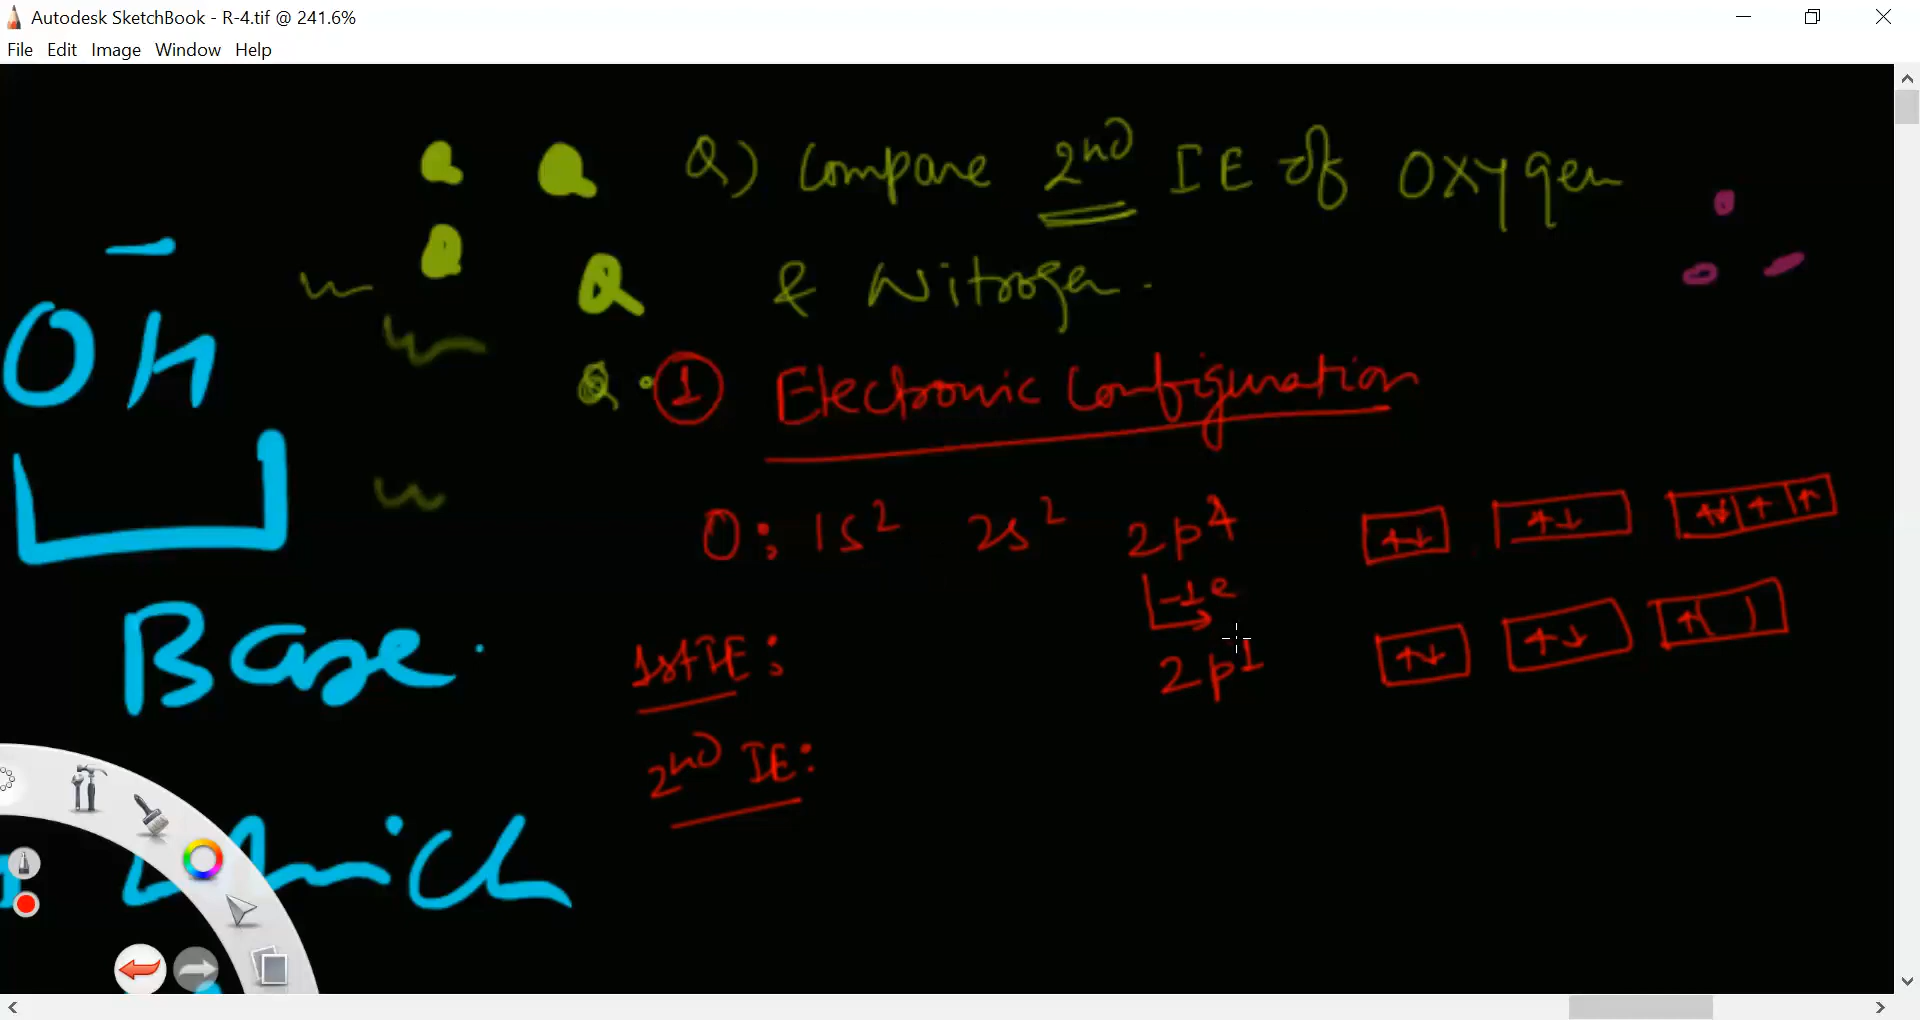 Autodesk SketchBook - R-4.tif @ 241.6%
File Edit Image Window Help
Q) Compare 2nd IE of Oxygen
& Nitrogen.
1 Electronic Configuration
O: 1s² 2s² 2p⁴
-1e
1st IE: 2p1
2nd IE:
OH
Base.